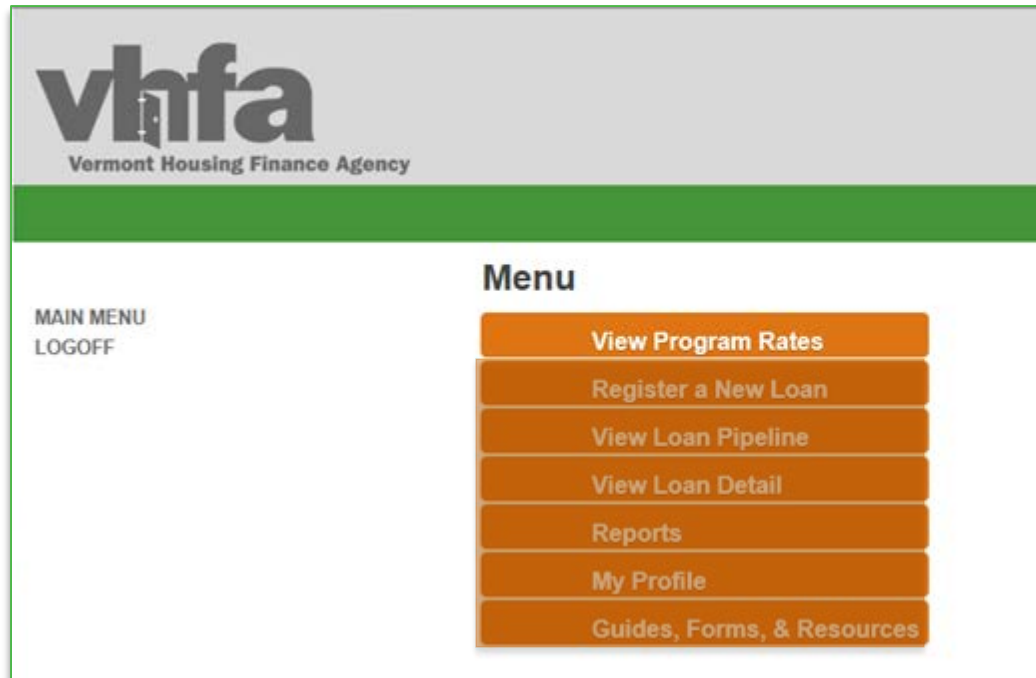 vhfa
Vermont Housing Finance Agency
MAIN MENU
LOGOFF
Menu
View Program Rates
Register a New Loan
View Loan Pipeline
View Loan Detail
Reports
My Profile
Guides, Forms, & Resources